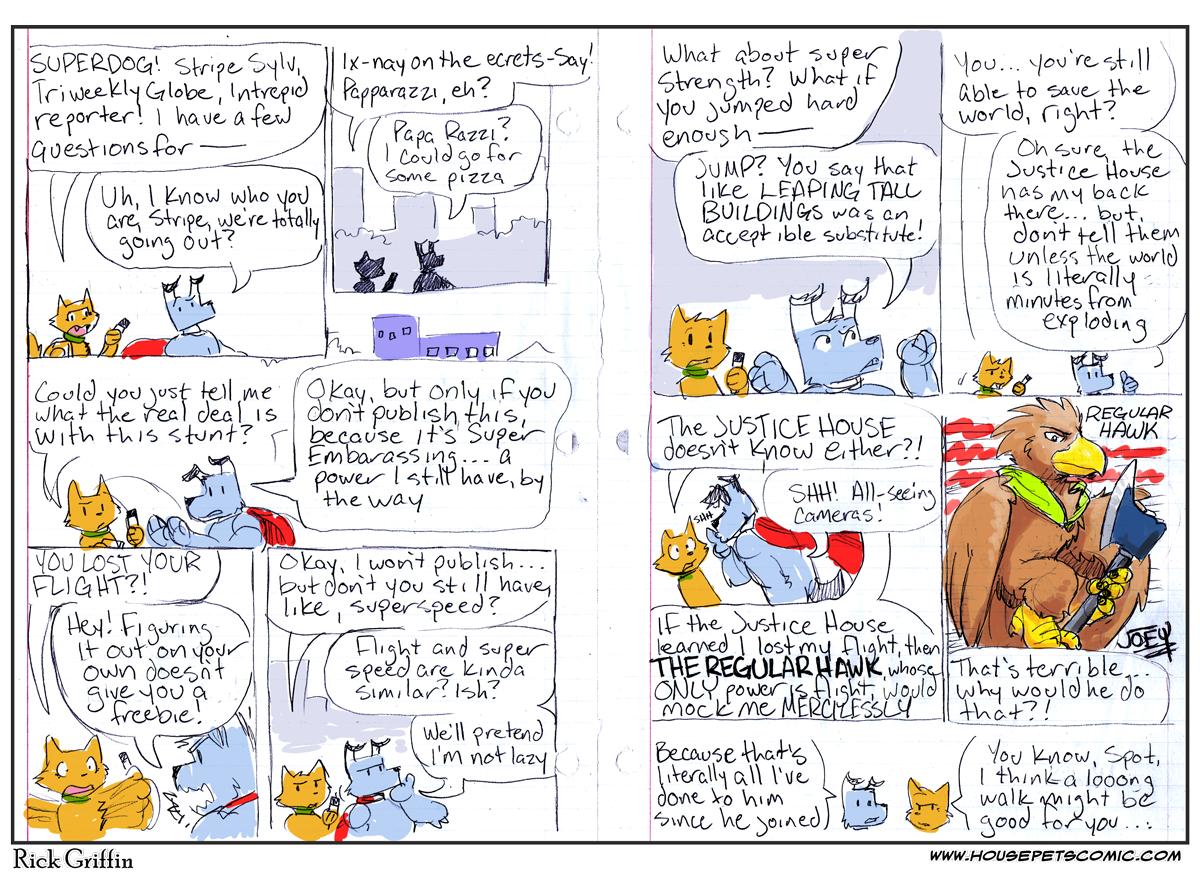 SUPERDOG! Stripe Sylv,
Triweekly Globe, Intrepid
reporter! I have a few
questions for —
Uh, I know who you
are, Stripe, we're totally
going out?
Ix-nay on the ecrets-say!
Papparazzi, eh?
Papa Razzi?
I could go for
some pizza
Could you just tell me
what the real deal is
with this stunt?
Okay, but only if you
don't publish this,
because it's Super
Embarassing... a
power I still have, by
the way
YOU LOST YOUR
FLIGHT?!
Hey! Figuring
it out on your
own doesn't
give you a
freebie!
Okay, I won't publish...
but don't you still have,
like, superspeed?
Flight and super
speed are kinda
similar? Ish?
We'll pretend
I'm not lazy
What about super
strength? What if
you jumped hard
enough —
JUMP? You say that
like LEAPING TALL
BUILDINGS was an
acceptible substitute!
You... you're still
able to save the
world, right?
Oh sure, the
Justice House
has my back
there... but,
don't tell them
unless the world
is literally
minutes from
exploding
The JUSTICE HOUSE
doesn't know either?!
SHH
SHH! All-seeing
cameras!
If the Justice House
learned I lost my flight, then
THE REGULAR HAWK, whose
ONLY power is flight, would
mock me MERCILESSLY
REGULAR
HAWK
JOEY
That's terrible...
why would he do
that?!
Because that's
literally all I've
done to him
since he joined
You know, Spot,
I think a looong
walk might be
good for you...
Rick Griffin
WWW.HOUSEPETSCOMIC.COM